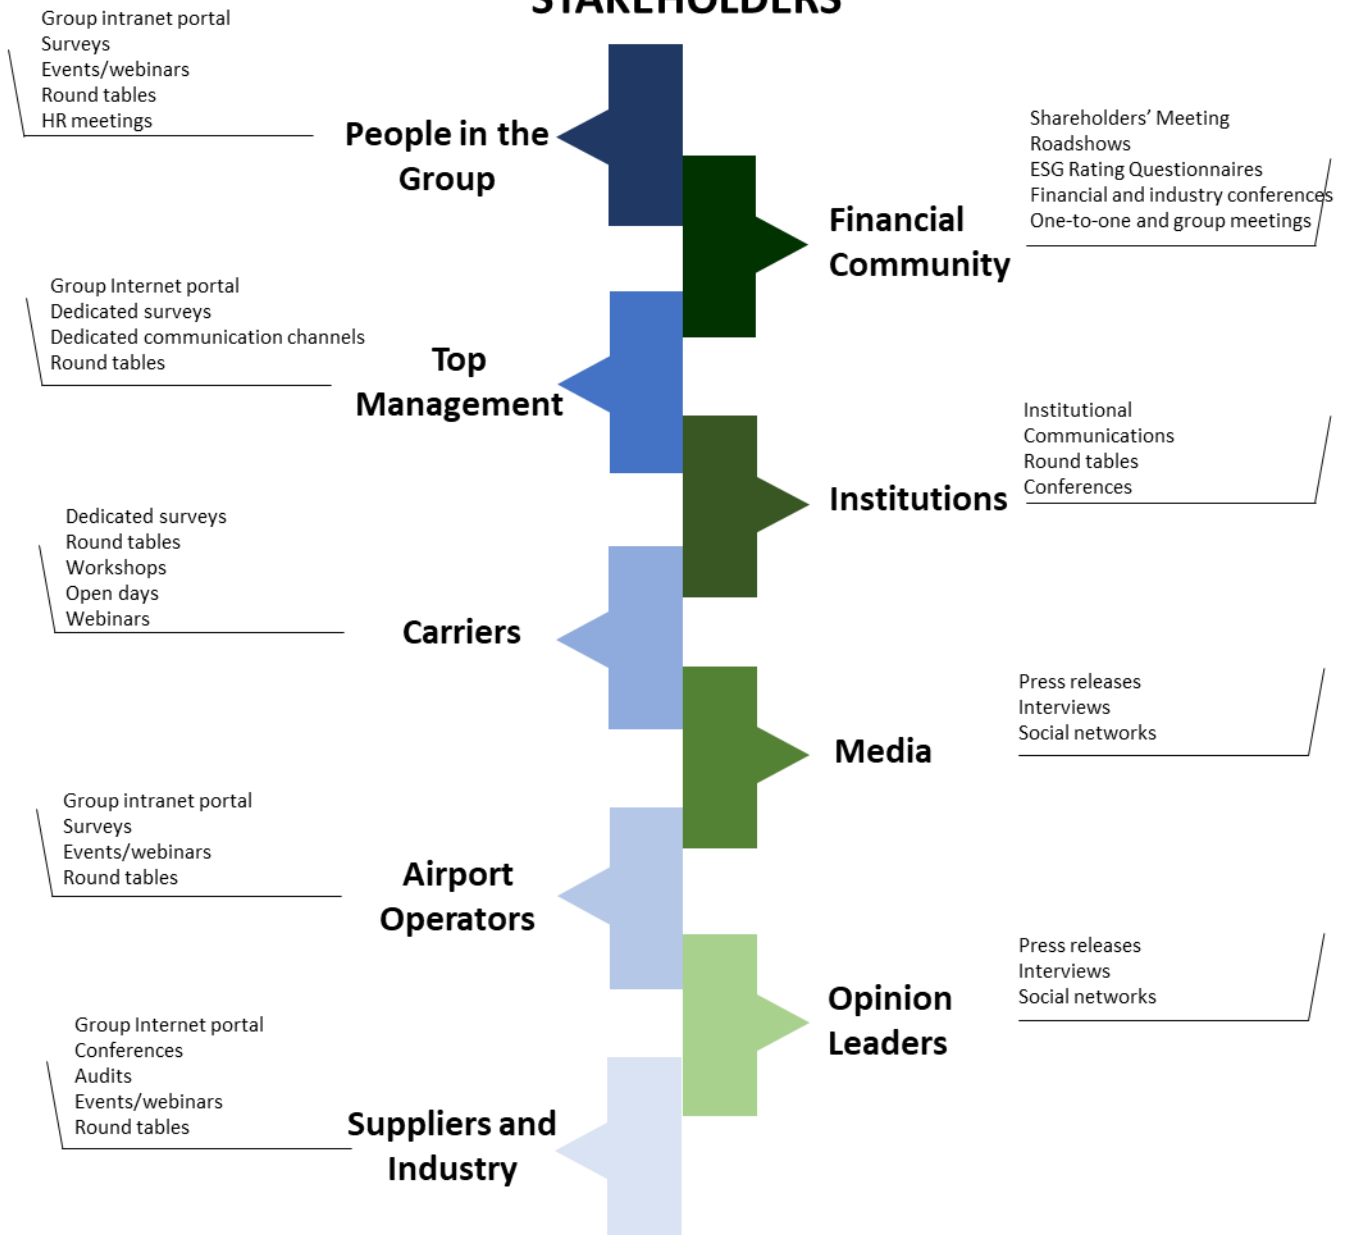 STAKEHOLDERS
Group intranet portal
Surveys
Events/webinars
Round tables
HR meetings
People in the
Group
Shareholders’ Meeting
Roadshows
ESG Rating Questionnaires
Financial and industry conferences
One-to-one and group meetings
Financial
Community
Group Internet portal
Dedicated surveys
Dedicated communication channels
Round tables
Top
Management
Institutional
Communications
Round tables
Conferences
Institutions
Dedicated surveys
Round tables
Workshops
Open days
Webinars
Carriers
Press releases
Interviews
Social networks
Media
Group intranet portal
Surveys
Events/webinars
Round tables
Airport
Operators
Press releases
Interviews
Social networks
Opinion
Leaders
Group Internet portal
Conferences
Audits
Events/webinars
Round tables
Suppliers and
Industry